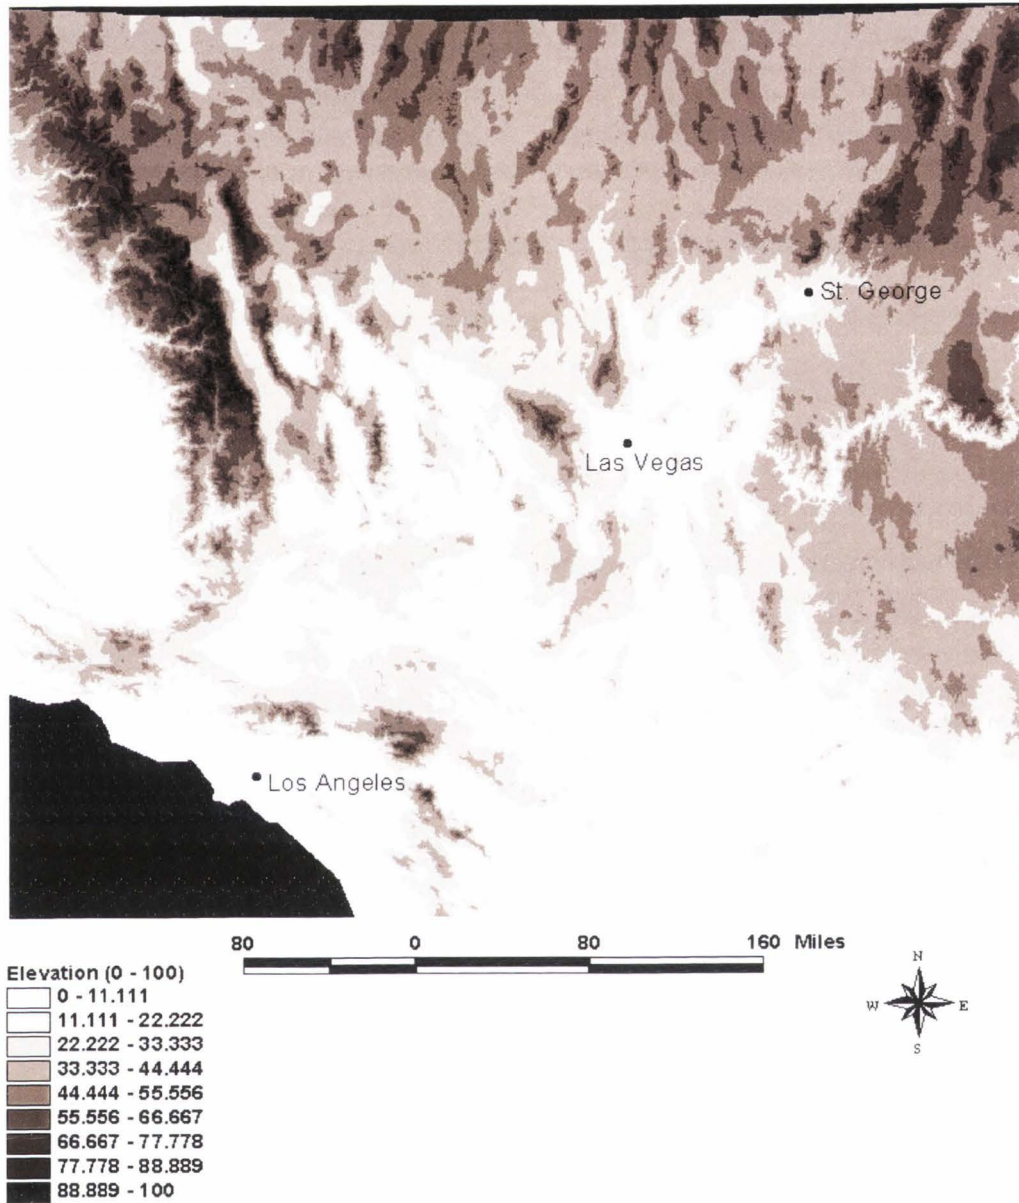 St. George
Las Vegas
Los Angeles
80 0 80 160 Miles
Elevation (0 - 100)
0 - 11.111
11.111 - 22.222
22.222 - 33.333
33.333 - 44.444
44.444 - 55.556
55.556 - 66.667
66.667 - 77.778
77.778 - 88.889
88.889 - 100
N
W E
S